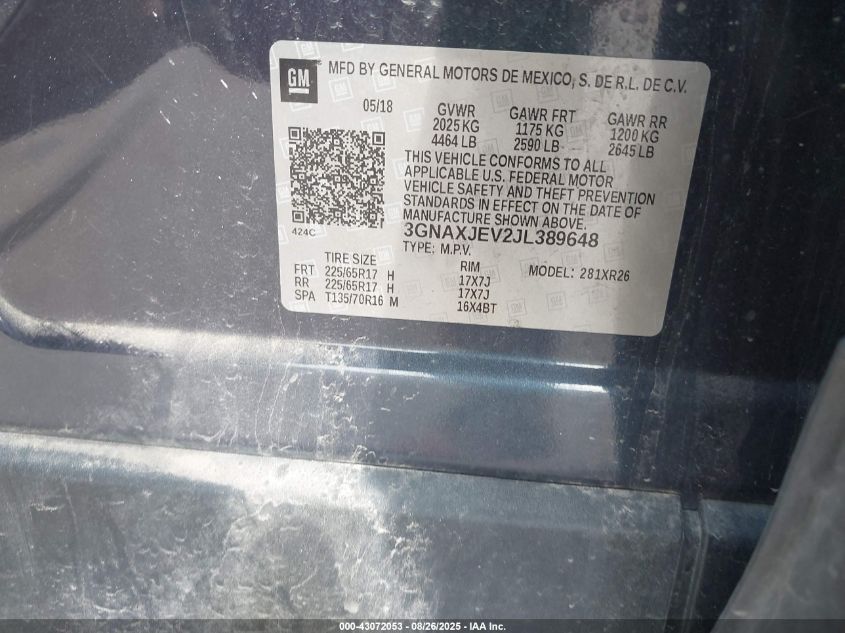 GM
MFD BY GENERAL MOTORS DE MEXICO, S. DE R.L. DE C.V.
05/18 GVWR GAWR FRT GAWR RR
2025 KG 1175 KG 1200 KG
4464 LB 2590 LB 2645 LB
THIS VEHICLE CONFORMS TO ALL
APPLICABLE U.S. FEDERAL MOTOR
VEHICLE SAFETY AND THEFT PREVENTION
STANDARDS IN EFFECT ON THE DATE OF
MANUFACTURE SHOWN ABOVE.
424C 3GNAXJEV2JL389648
TYPE: M.P.V. MODEL: 281XR26
TIRE SIZE RIM
FRT 225/65R17 H 17X7J
RR 225/65R17 H 17X7J
SPA T135/70R16 M 16X4BT
000-43072053 - 08/26/2025 - IAA Inc.